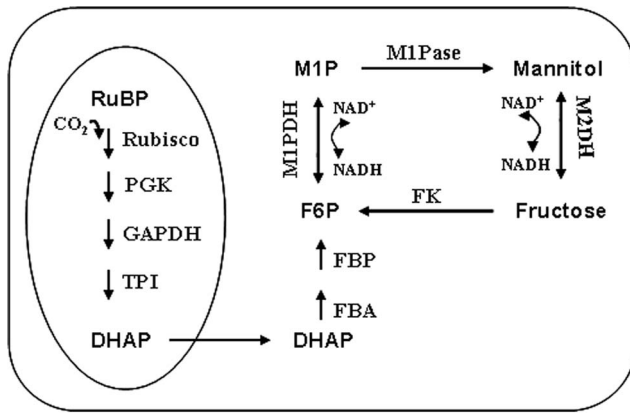 RuBP
CO2
Rubisco
PGK
GAPDH
TPI
DHAP
DHAP
FBA
FBP
F6P
M1PDH
NAD+
NADH
M1P
M1Pase
Mannitol
NAD+
NADH
M2DH
Fructose
FK